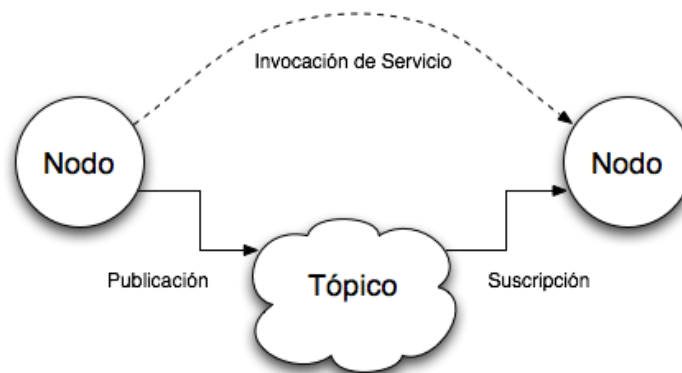 Invocación de Servicio
Nodo
Nodo
Publicación
Tópico
Suscripción